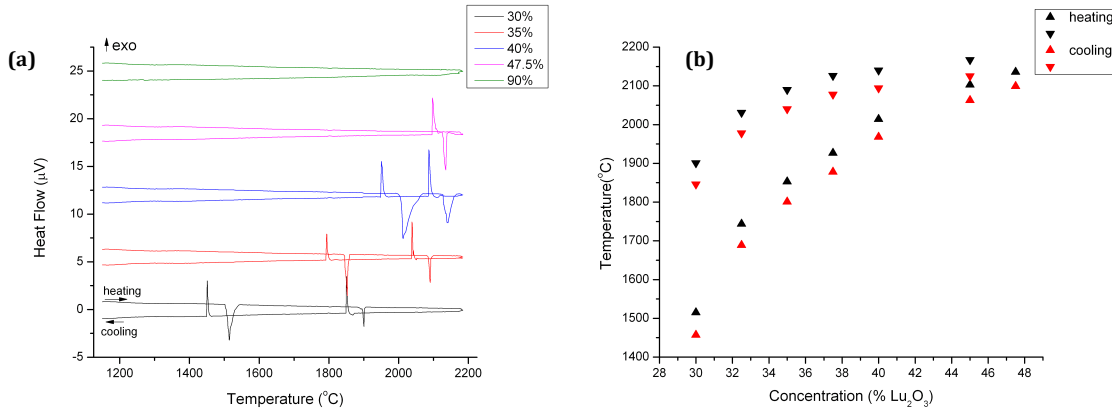 (a)
exo
30%
35%
40%
47.5%
90%
Heat Flow (μV)
25
20
15
10
5
0
-5
heating
cooling
1200 1400 1600 1800 2000 2200
Temperature (°C)
(b)
heating
cooling
Temperature(°C)
2200
2100
2000
1900
1800
1700
1600
1500
1400
28 30 32 34 36 38 40 42 44 46 48
Concentration (% Lu₂O₃)